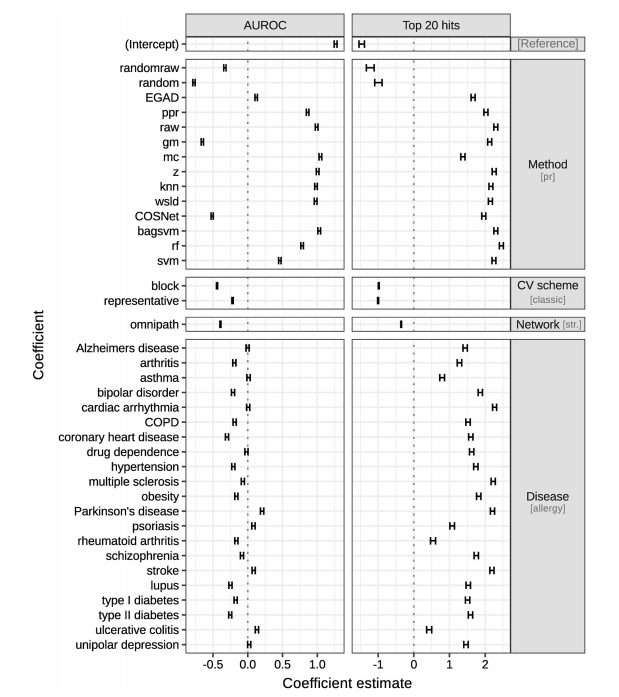 AUROC Top 20 hits
(Intercept) [Reference]
randomraw
random
EGAD
ppr
raw
gm
mc
z
knn
wsld
COSNet
bagsvm
rf
svm
Method
[pr]
block
representative
CV scheme
[classic]
omnipath Network [str.]
Alzheimers disease
arthritis
asthma
bipolar disorder
cardiac arrhythmia
COPD
coronary heart disease
drug dependence
hypertension
multiple sclerosis
obesity
Parkinson's disease
psoriasis
rheumatoid arthritis
schizophrenia
stroke
lupus
type I diabetes
type II diabetes
ulcerative colitis
unipolar depression
Disease
[allergy]
-0.5 0.0 0.5 1.0 -1 0 1 2
Coefficient estimate
Coefficient